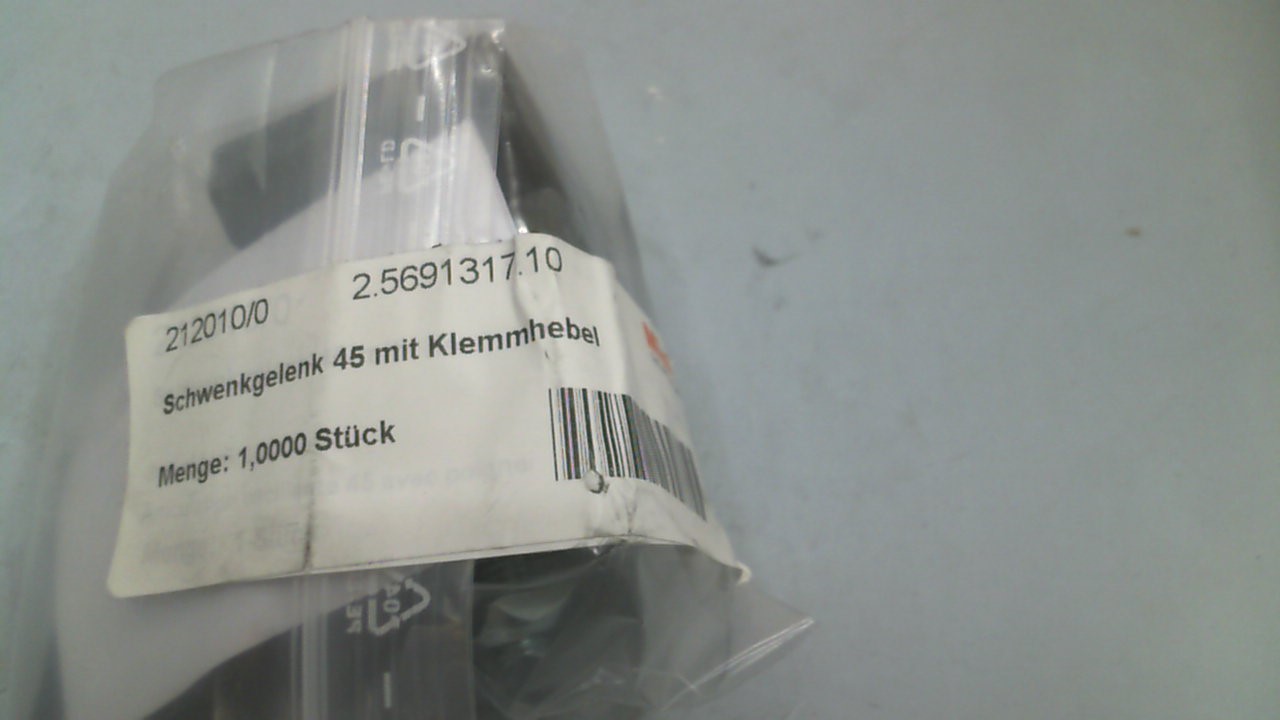 212010/0 2.5691317.10
Schwenkgelenk 45 mit Klemmhebel
Menge: 1,0000 Stück